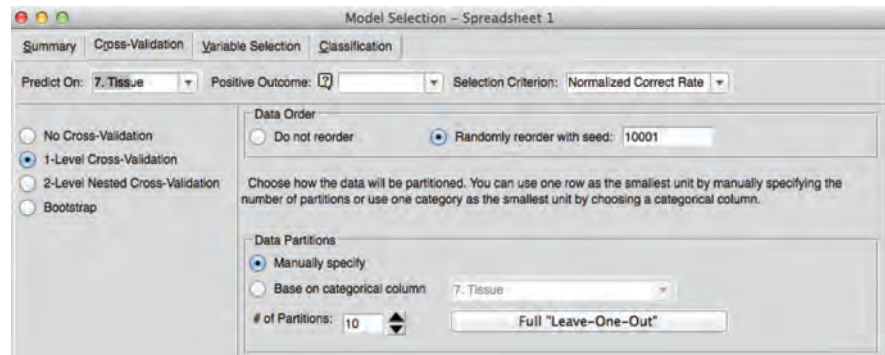 Model Selection – Spreadsheet 1
Summary Cross-Validation Variable Selection Classification
Predict On: 7. Tissue Positive Outcome: ? Selection Criterion: Normalized Correct Rate
No Cross-Validation
1-Level Cross-Validation
2-Level Nested Cross-Validation
Bootstrap
Data Order
Do not reorder Randomly reorder with seed: 10001
Choose how the data will be partitioned. You can use one row as the smallest unit by manually specifying the
number of partitions or use one category as the smallest unit by choosing a categorical column.
Data Partitions
Manually specify
Base on categorical column 7. Tissue
# of Partitions: 10 Full "Leave-One-Out"